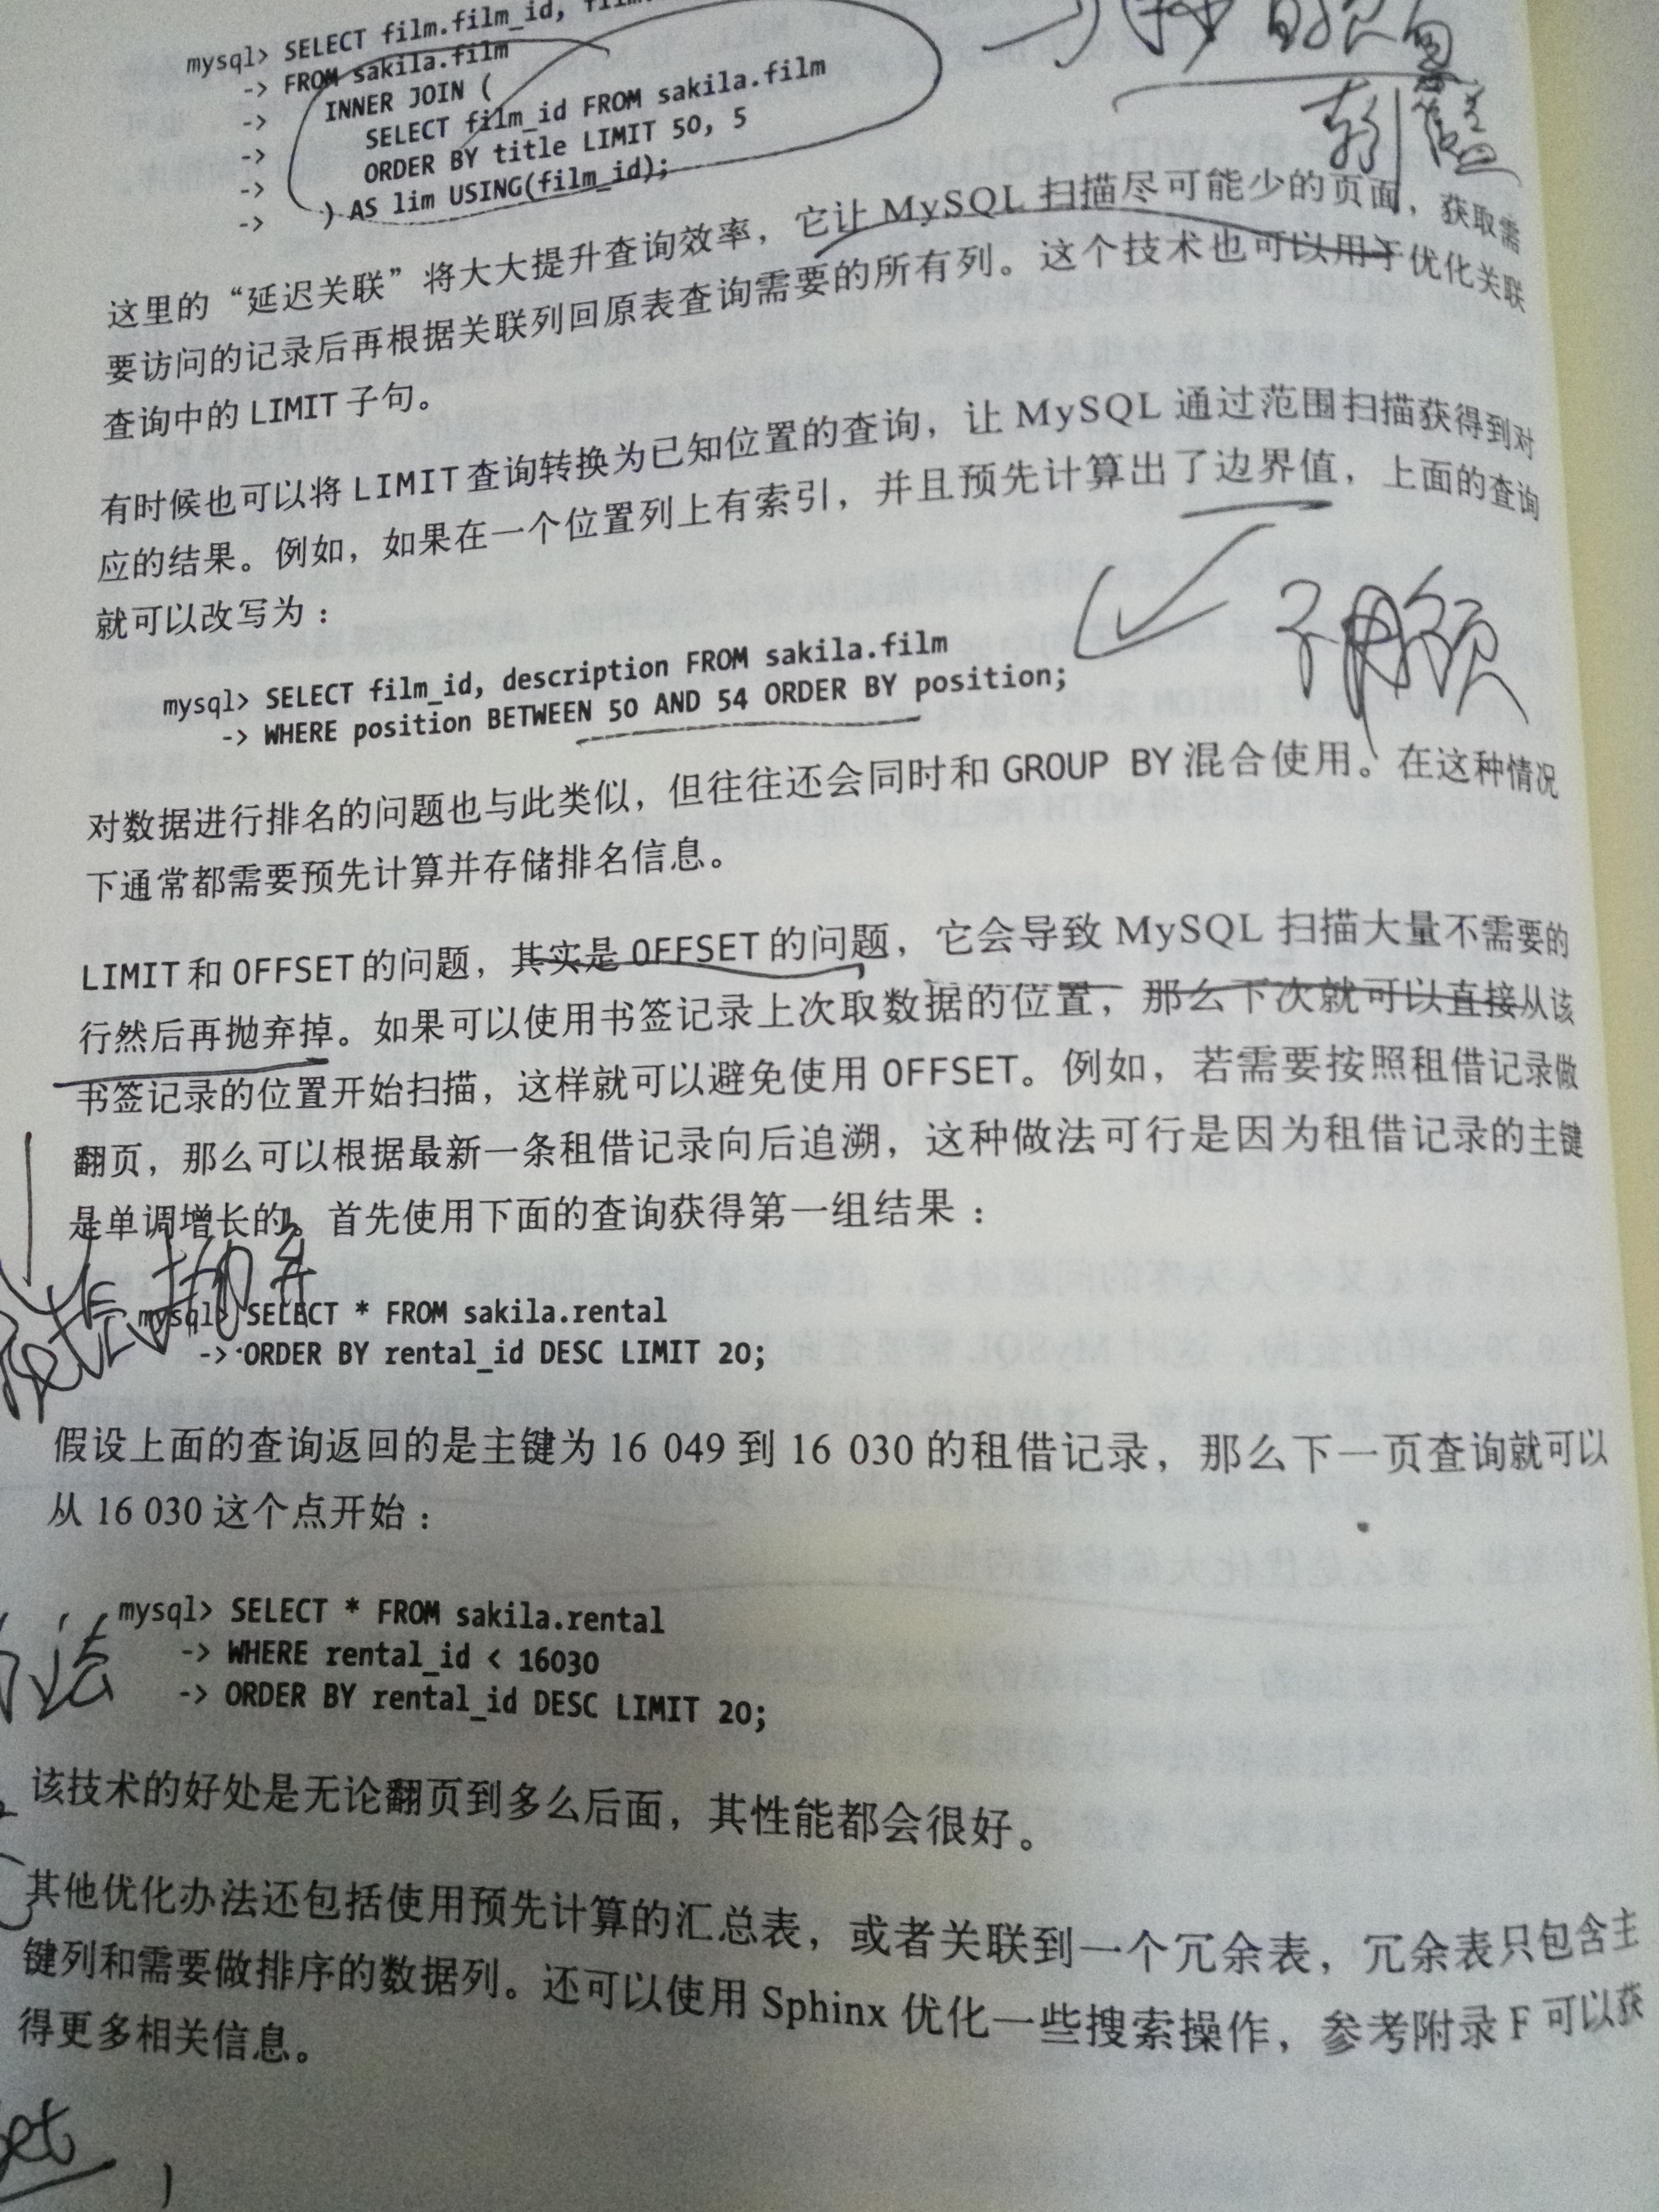 mysql> SELECT film.film_id,
-> FROM sakila.film
-> INNER JOIN (
-> SELECT film_id FROM sakila.film
-> ORDER BY title LIMIT 50, 5
-> ) AS lim USING(film_id);
这里的“延迟关联”将大大提升查询效率，它让 MySQL 扫描尽可能少的页面，获取需
要访问的记录后再根据关联列回原表查询需要的所有列。这个技术也可以用于优化关联
查询中的 LIMIT 子句。
有时候也可以将 LIMIT 查询转换为已知位置的查询，让 MySQL 通过范围扫描获得到对
应的结果。例如，如果在一个位置列上有索引，并且预先计算出了边界值，上面的查询
就可以改写为：
mysql> SELECT film_id, description FROM sakila.film
-> WHERE position BETWEEN 50 AND 54 ORDER BY position;
对数据进行排名的问题也与此类似，但往往还会同时和 GROUP BY 混合使用。在这种情况
下通常都需要预先计算并存储排名信息。
LIMIT 和 OFFSET 的问题，其实是 OFFSET 的问题，它会导致 MySQL 扫描大量不需要的
行然后再抛弃掉。如果可以使用书签记录上次取数据的位置，那么下次就可以直接从该
书签记录的位置开始扫描，这样就可以避免使用 OFFSET。例如，若需要按照租借记录做
翻页，那么可以根据最新一条租借记录向后追溯，这种做法可行是因为租借记录的主键
是单调增长的。首先使用下面的查询获得第一组结果：
mysql> SELECT * FROM sakila.rental
-> ORDER BY rental_id DESC LIMIT 20;
假设上面的查询返回的是主键为 16 049 到 16 030 的租借记录，那么下一页查询就可以
从 16 030 这个点开始：
mysql> SELECT * FROM sakila.rental
-> WHERE rental_id < 16030
-> ORDER BY rental_id DESC LIMIT 20;
该技术的好处是无论翻页到多么后面，其性能都会很好。
其他优化办法还包括使用预先计算的汇总表，或者关联到一个冗余表，冗余表只包含主
键列和需要做排序的数据列。还可以使用 Sphinx 优化一些搜索操作，参考附录 F 可以获
得更多相关信息。